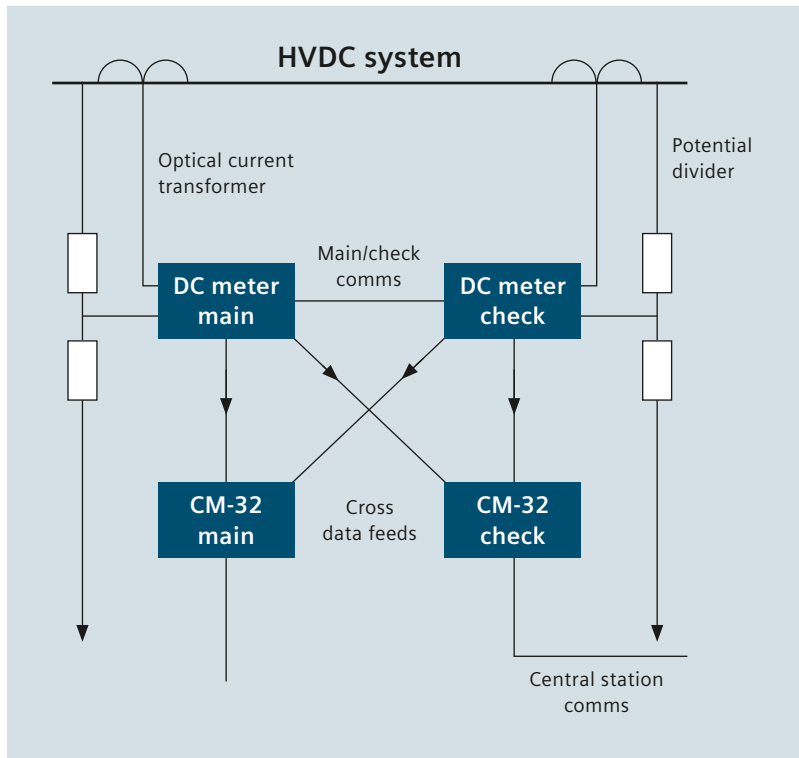 HVDC system
Optical current
transformer
Potential
divider
Main/check
comms
DC meter
main
DC meter
check
CM-32
main
Cross
data feeds
CM-32
check
Central station
comms